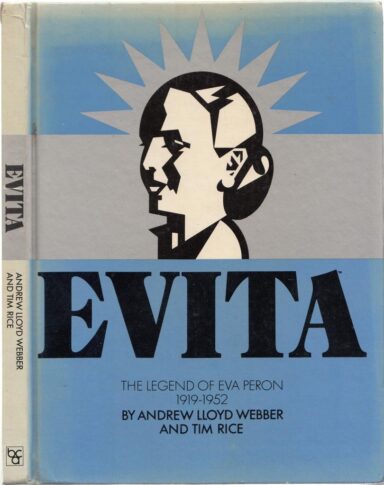 EVITA
ANDREW LLOYD WEBBER
AND TIM RICE
EVITA™
THE LEGEND OF EVA PERON
1919-1952
BY ANDREW LLOYD WEBBER
AND TIM RICE